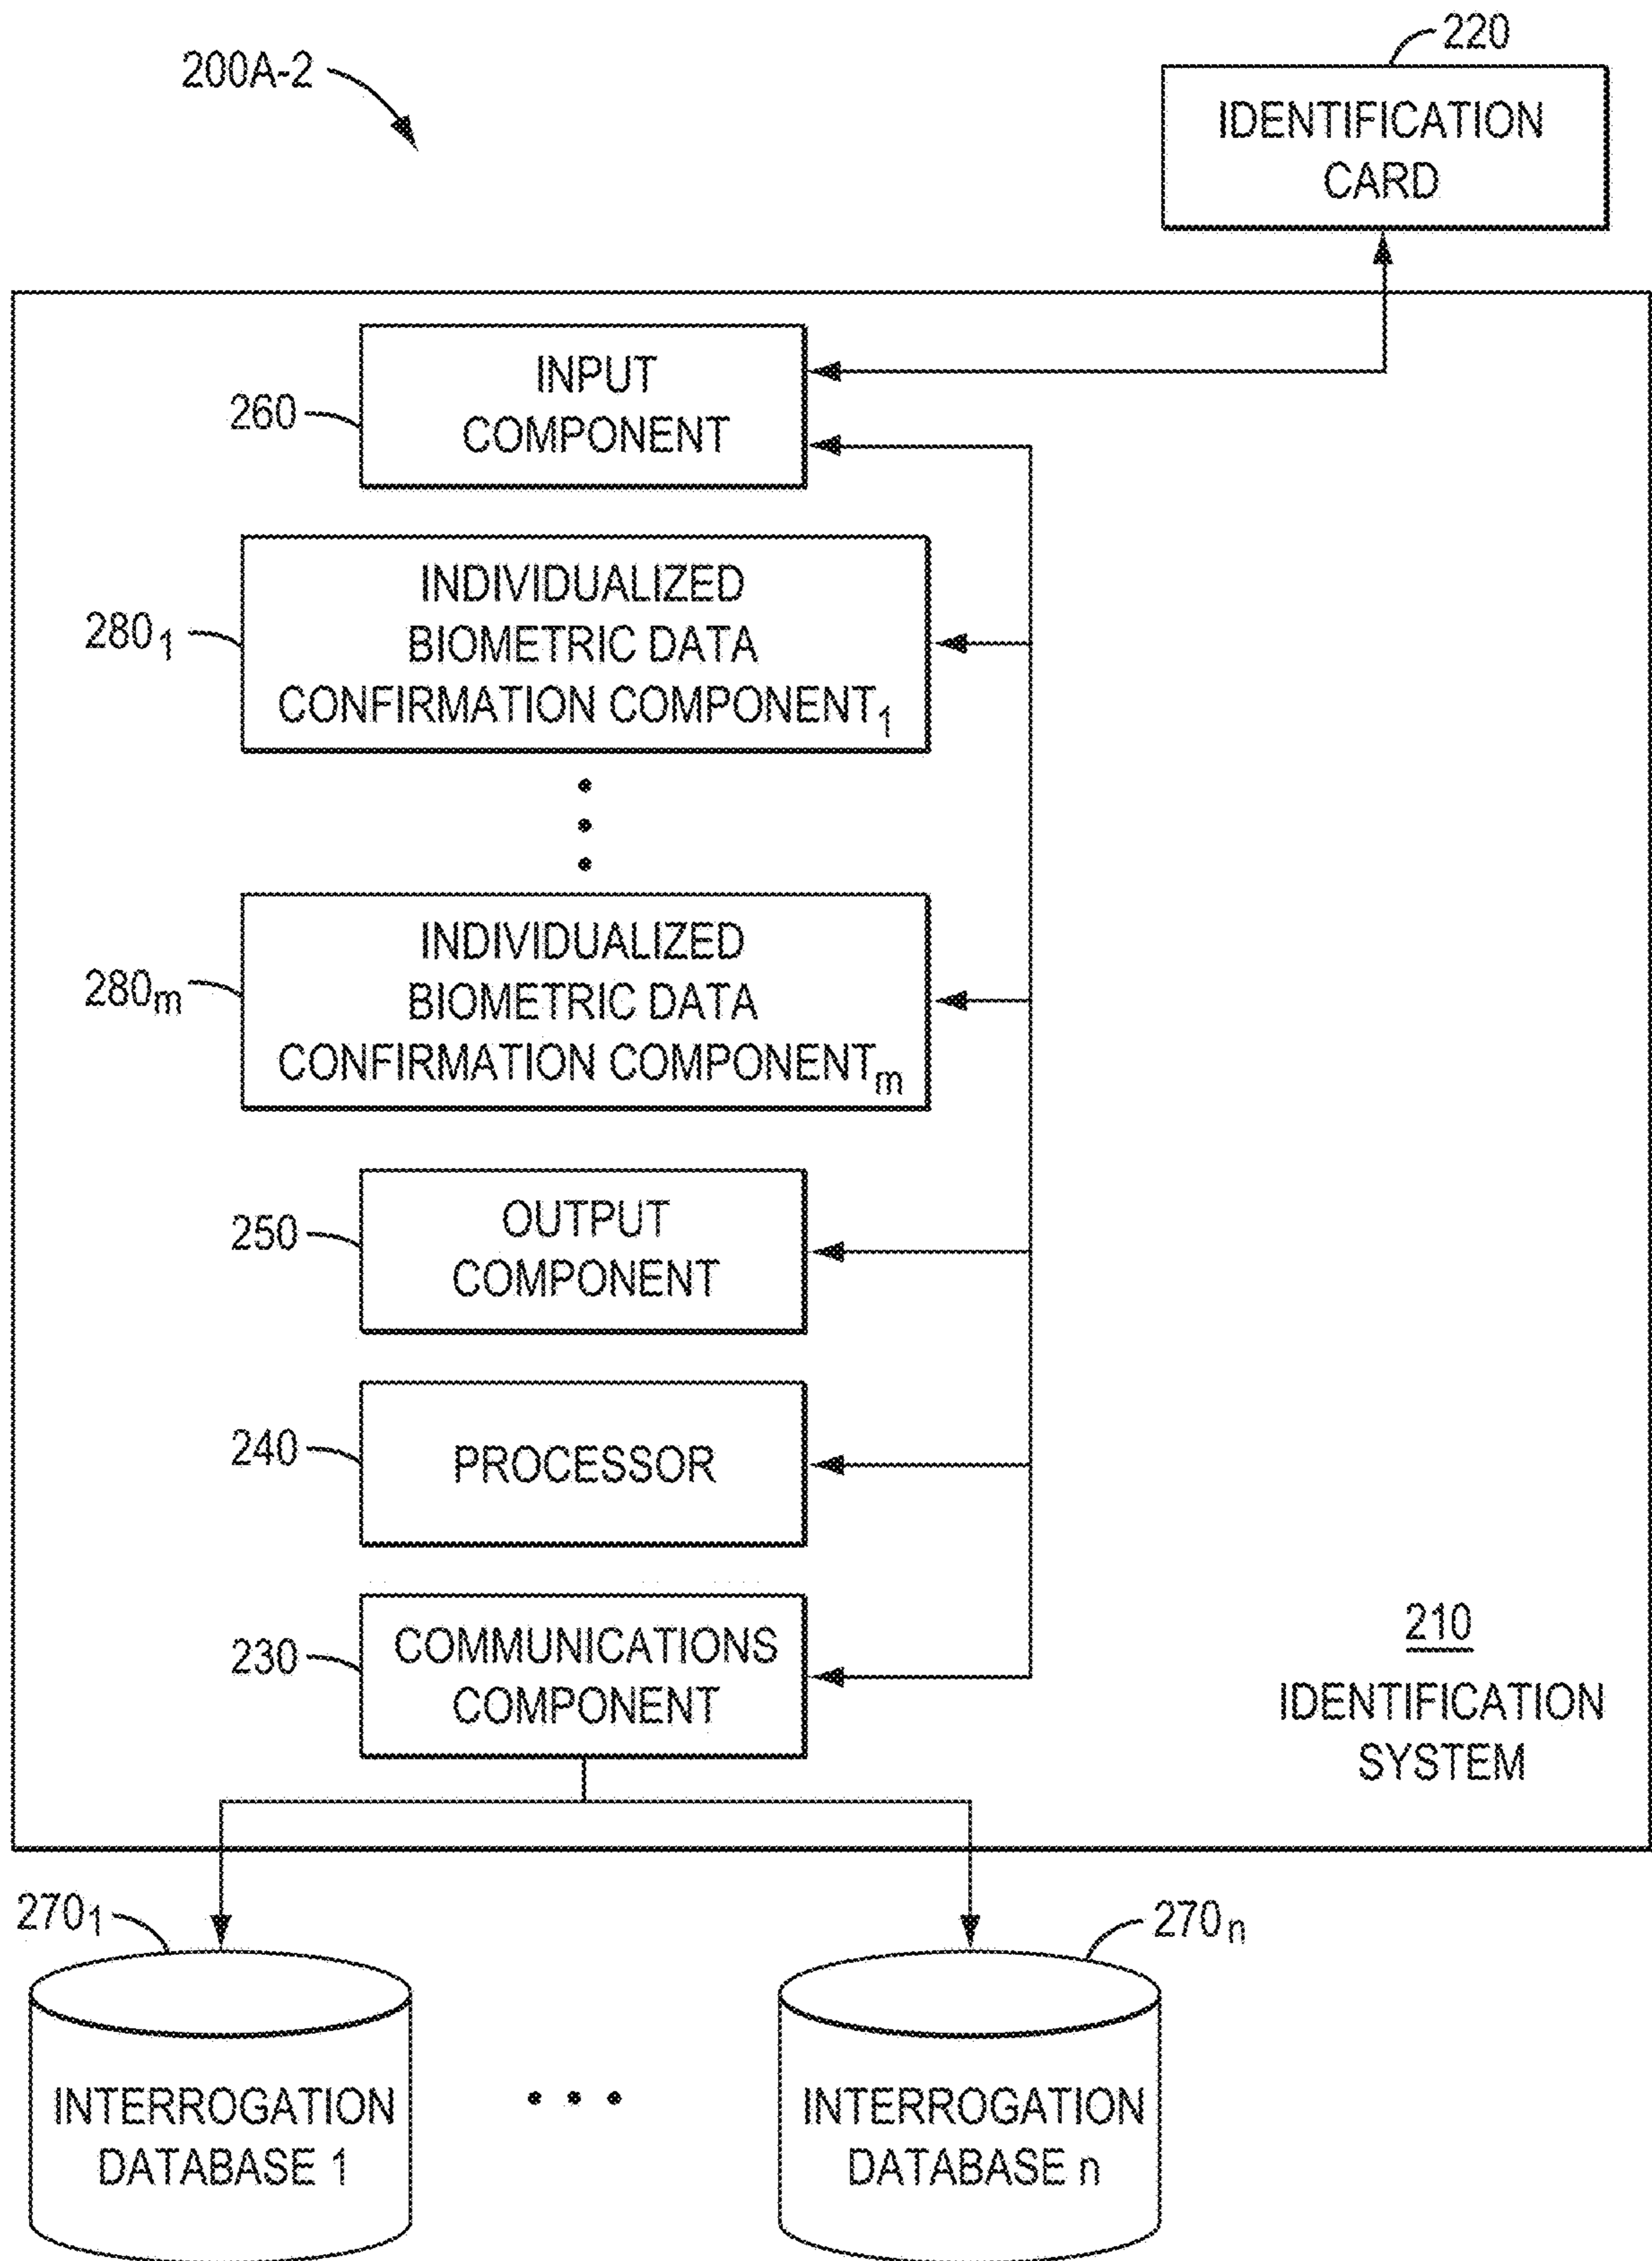 200A-2
220
IDENTIFICATION
CARD
260
INPUT
COMPONENT
280₁
INDIVIDUALIZED
BIOMETRIC DATA
CONFIRMATION COMPONENT₁
280ₘ
INDIVIDUALIZED
BIOMETRIC DATA
CONFIRMATION COMPONENTₘ
250
OUTPUT
COMPONENT
240
PROCESSOR
230
COMMUNICATIONS
COMPONENT
210
IDENTIFICATION
SYSTEM
270₁
INTERROGATION
DATABASE 1
270ₙ
INTERROGATION
DATABASE n